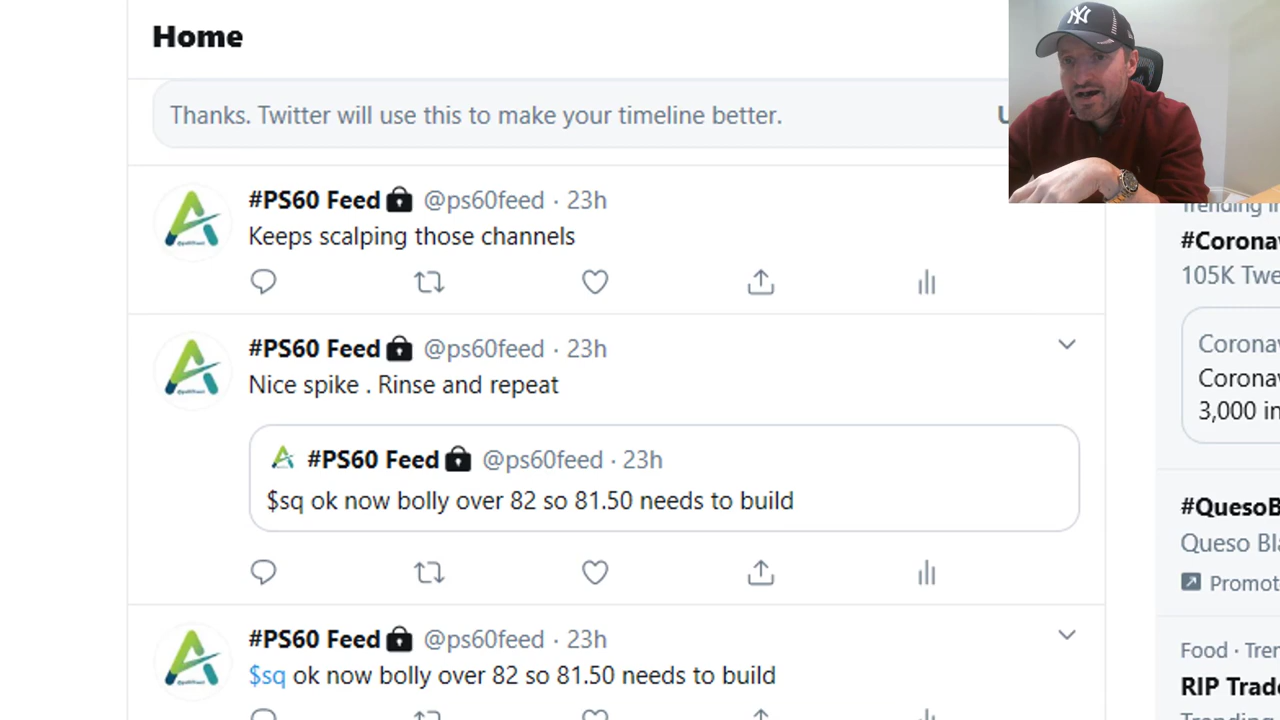 Home
Thanks. Twitter will use this to make your timeline better.
#PS60 Feed @ps60feed · 23h
Keeps scalping those channels
#PS60 Feed @ps60feed · 23h
Nice spike . Rinse and repeat
#PS60 Feed @ps60feed · 23h
$sq ok now bolly over 82 so 81.50 needs to build
#PS60 Feed @ps60feed · 23h
$sq ok now bolly over 82 so 81.50 needs to build
NY
Trending in
#Corona
105K Twe
Corona
Corona
3,000 in
#QuesoB
Queso Bl
Promot
Food · Tren
RIP Trad
Trending